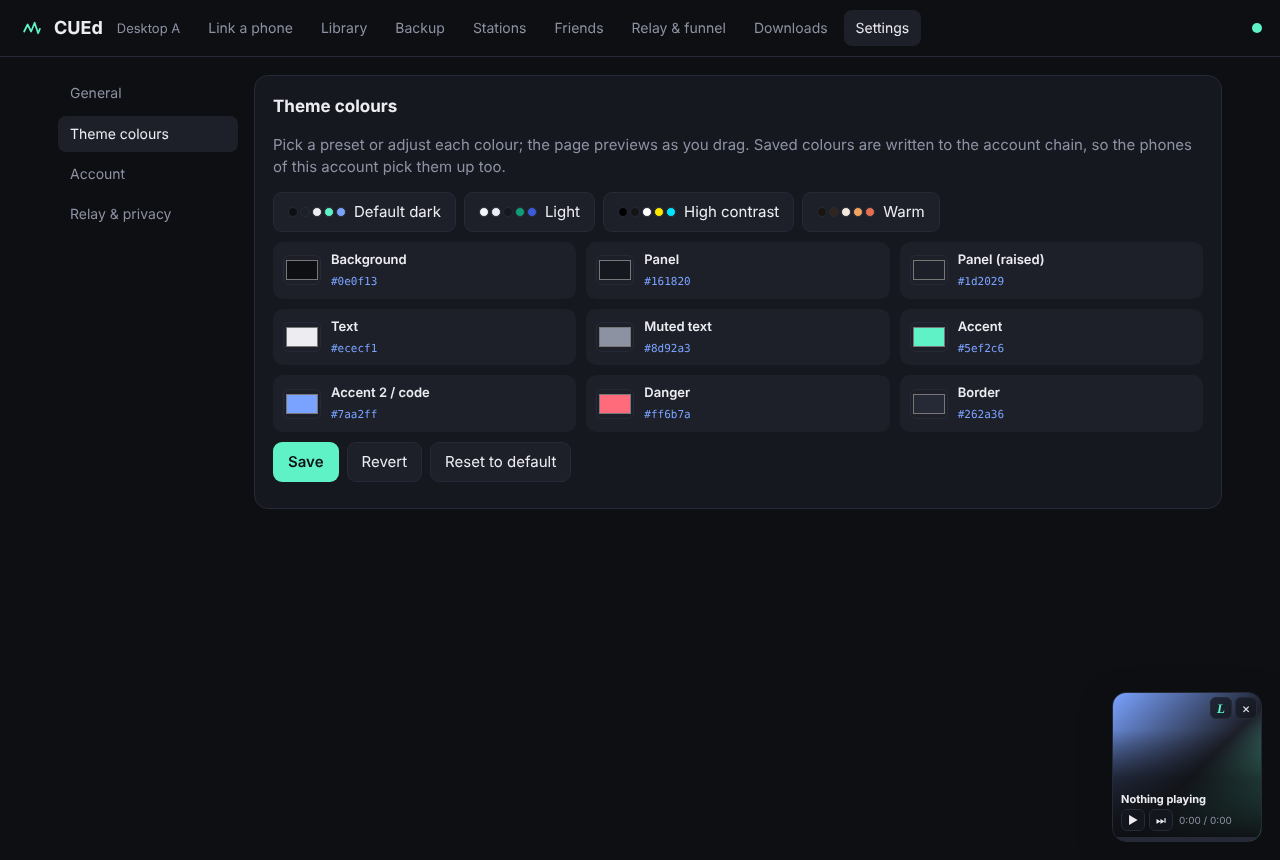 CUEd Desktop A Link a phone Library Backup Stations Friends Relay & funnel Downloads Settings
General
Theme colours
Account
Relay & privacy
Theme colours
Pick a preset or adjust each colour; the page previews as you drag. Saved colours are written to the account chain, so the phones
of this account pick them up too.
Default dark Light High contrast Warm
Background
#0e0f13
Panel
#161820
Panel (raised)
#1d2029
Text
#ececf1
Muted text
#8d92a3
Accent
#5ef2c6
Accent 2 / code
#7aa2ff
Danger
#ff6b7a
Border
#262a36
Save Revert Reset to default
L ×
Nothing playing
0:00 / 0:00